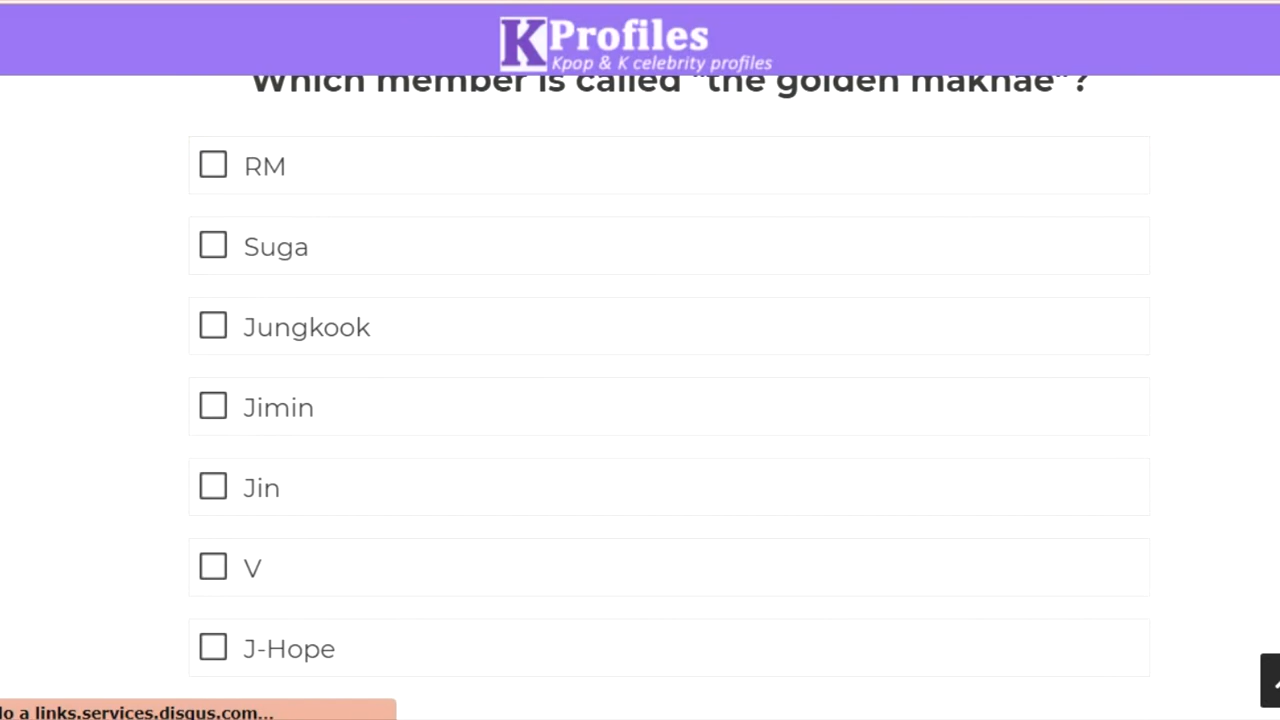 KProfiles
Kpop & K celebrity profiles
Which member is called "the golden maknae"?
RM
Suga
Jungkook
Jimin
Jin
V
J-Hope
do a links.services.disqus.com...